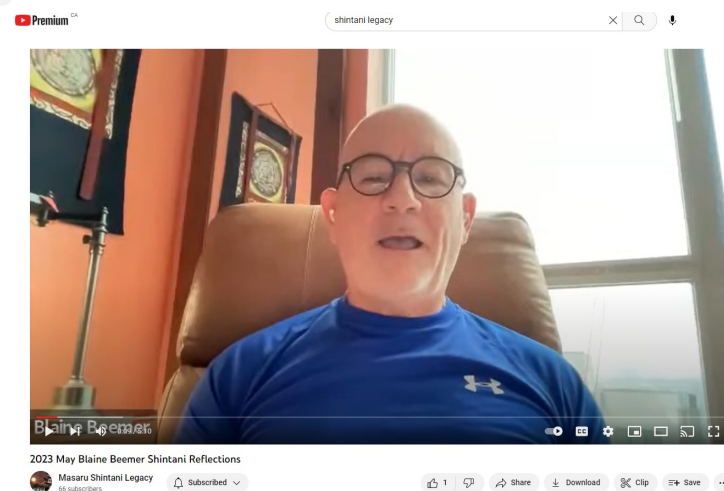 Premium CA
shintani legacy
Blaine Beemer
CC
2023 May Blaine Beemer Shintani Reflections
Masaru Shintani Legacy
66 subscribers
Subscribed
1
Share
Download
Clip
Save